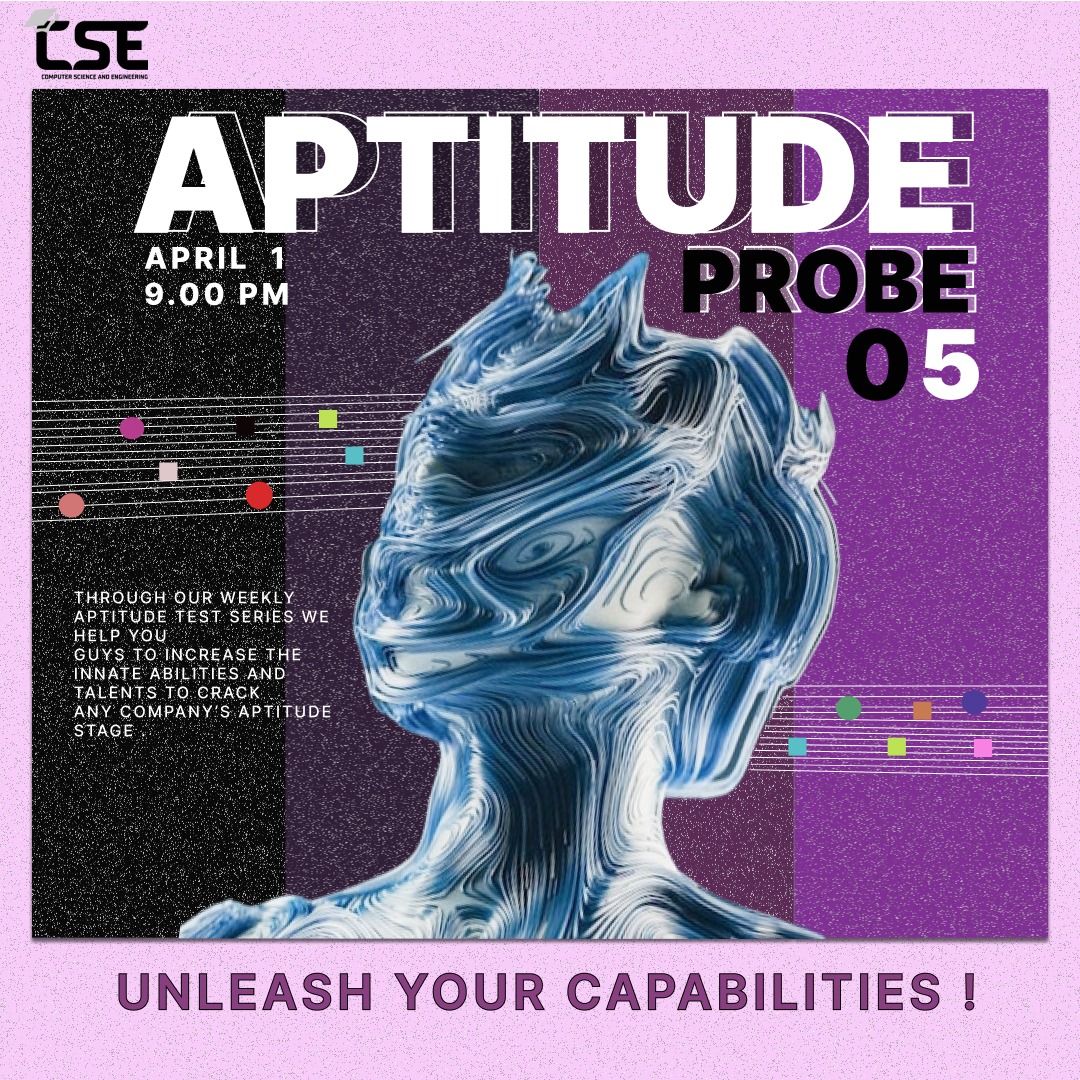 CSE
COMPUTER SCIENCE AND ENGINEERING
APTITUDE
APRIL 1
9.00 PM
PROBE
05
THROUGH OUR WEEKLY
APTITUDE TEST SERIES WE
HELP YOU
GUYS TO INCREASE THE
INNATE ABILITIES AND
TALENTS TO CRACK
ANY COMPANY'S APTITUDE
STAGE .
UNLEASH YOUR CAPABILITIES !